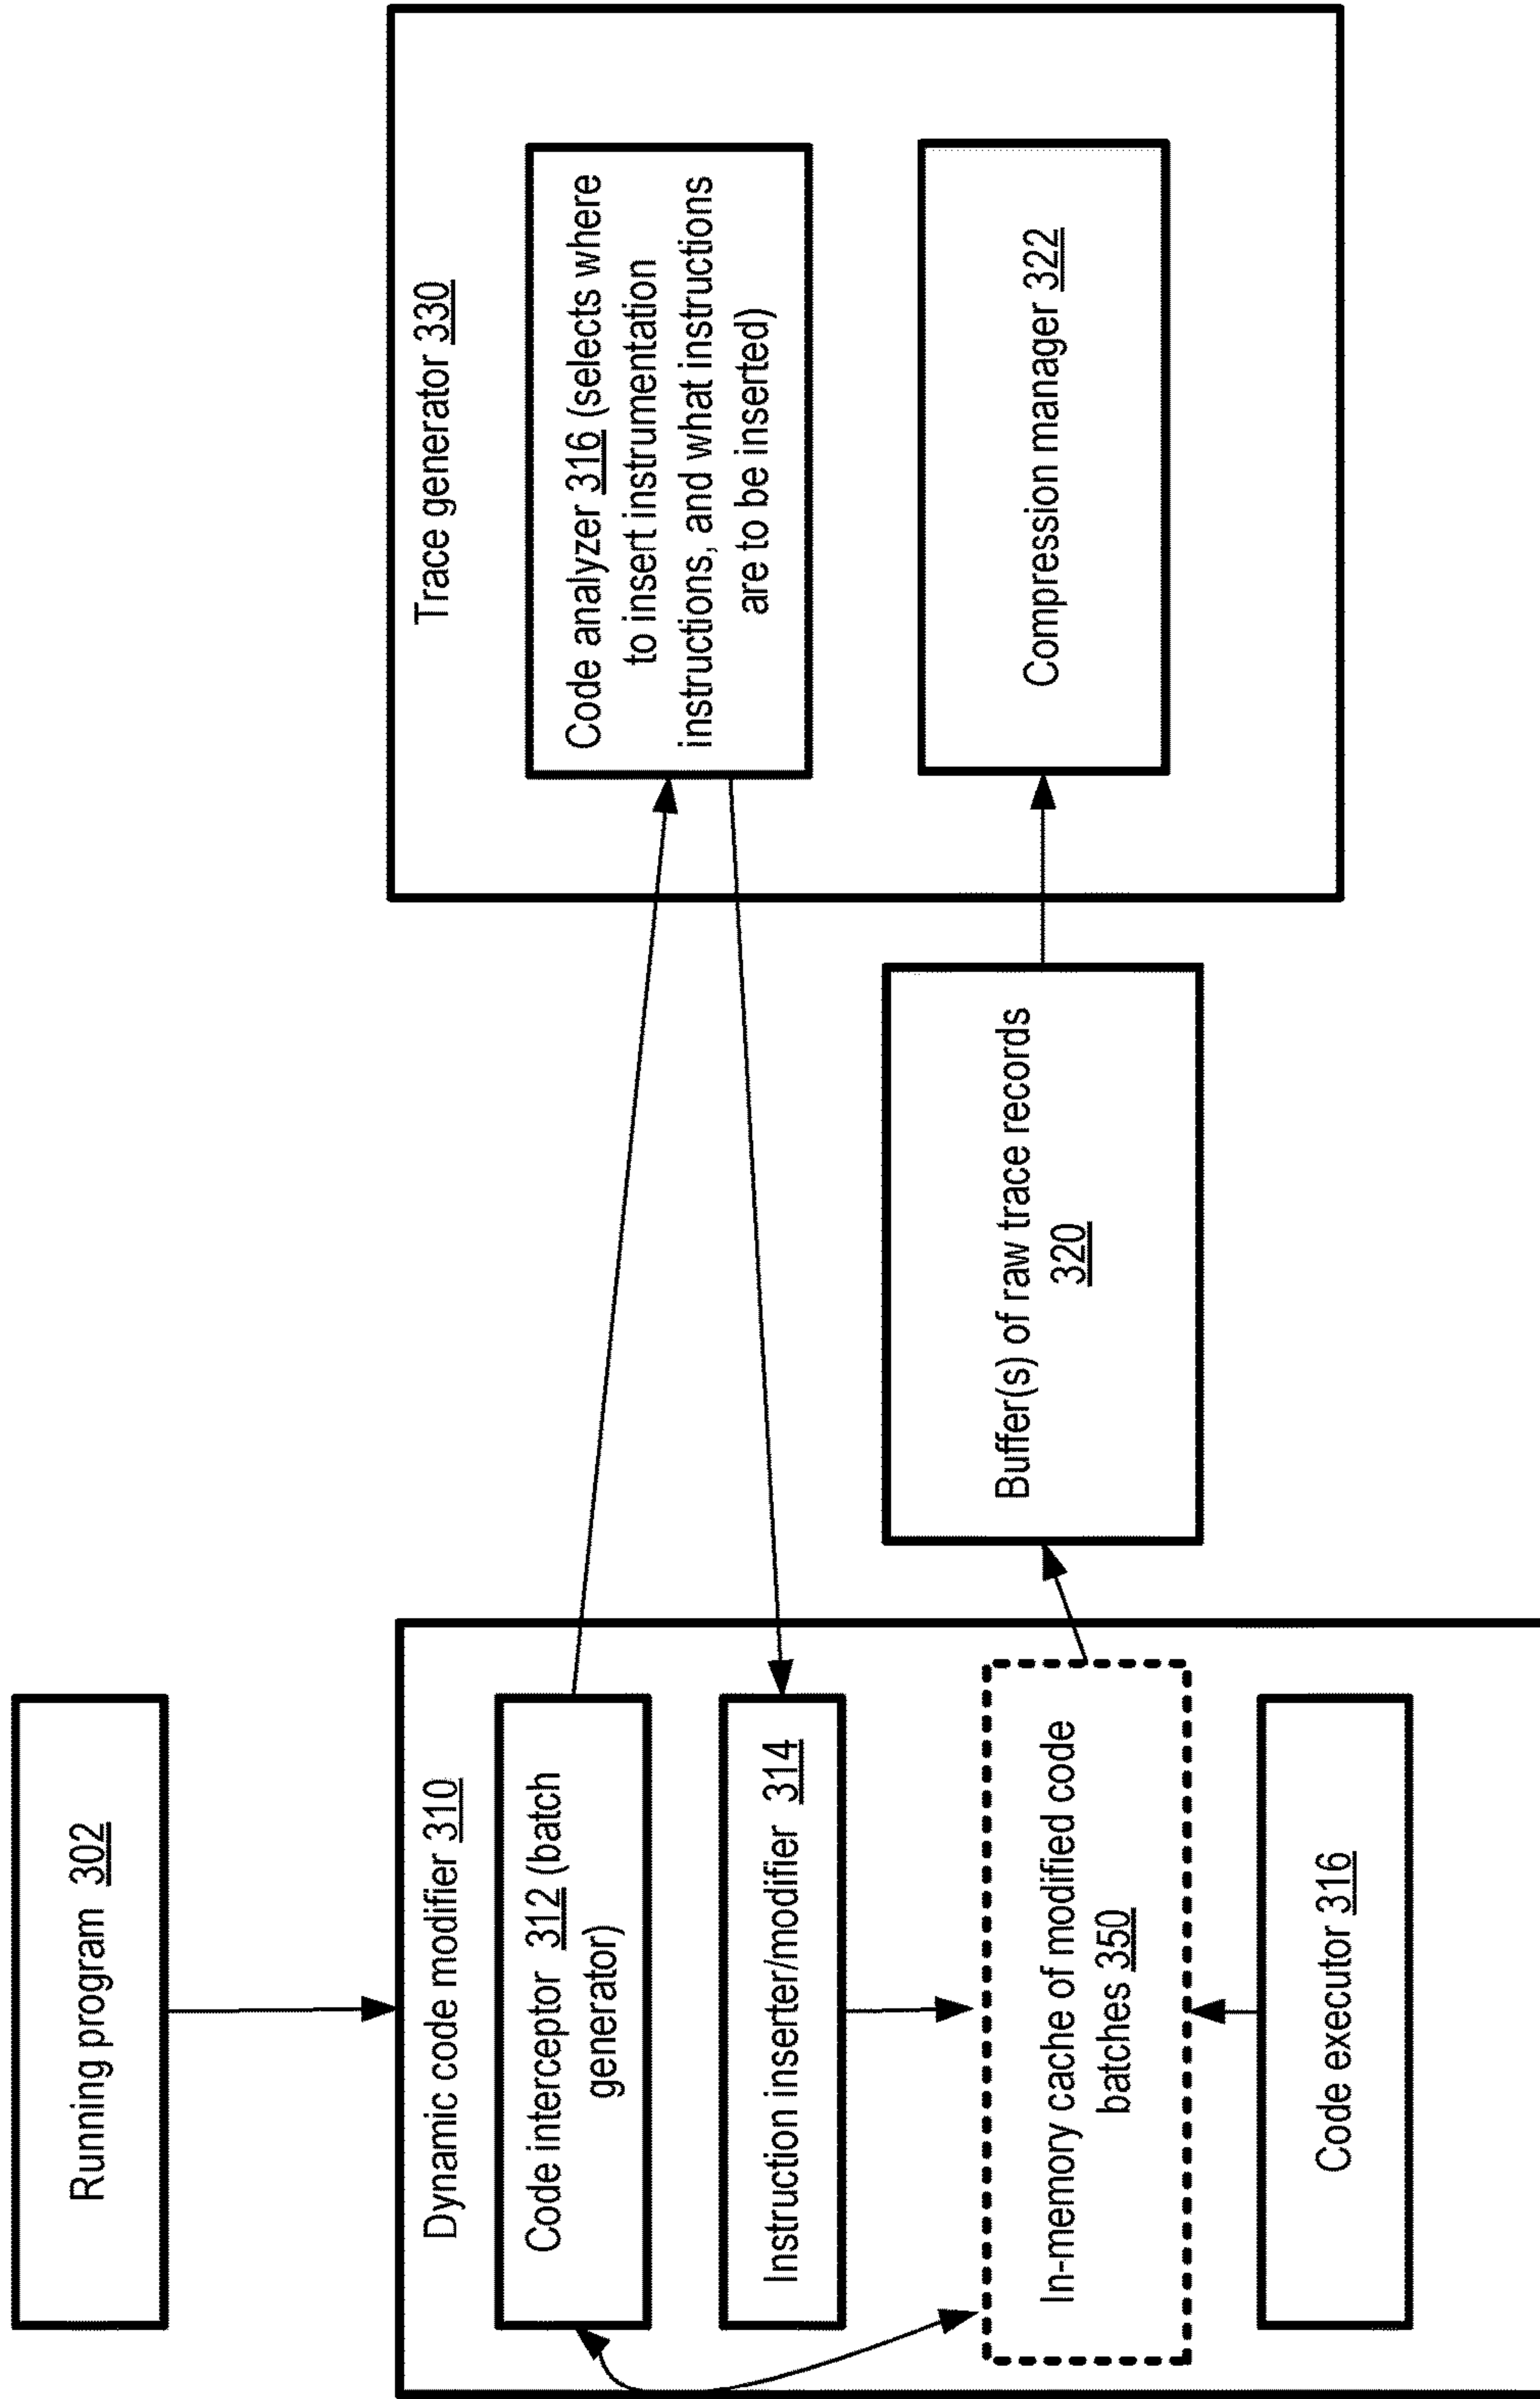 Running program 302
Dynamic code modifier 310
Code interceptor 312 (batch
generator)
Instruction inserter/modifier 314
In-memory cache of modified code
batches 350
Code executor 316
Buffer(s) of raw trace records
320
Trace generator 330
Code analyzer 316 (selects where
to insert instrumentation
instructions, and what instructions
are to be inserted)
Compression manager 322